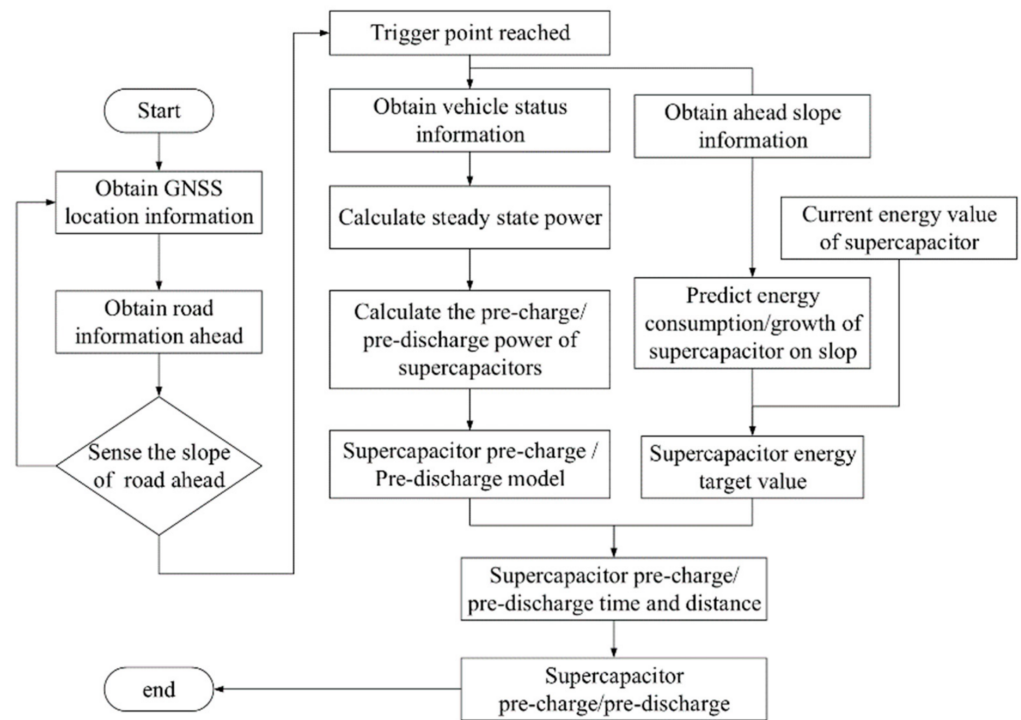 Start
Obtain GNSS
location information
Obtain road
information ahead
Sense the slope
of road ahead
Trigger point reached
Obtain vehicle status
information
Calculate steady state power
Calculate the pre-charge/
pre-discharge power of
supercapacitors
Supercapacitor pre-charge /
Pre-discharge model
Obtain ahead slope
information
Current energy value
of supercapacitor
Predict energy
consumption/growth of
supercapacitor on slop
Supercapacitor energy
target value
Supercapacitor pre-charge/
pre-discharge time and distance
Supercapacitor
pre-charge/pre-discharge
end